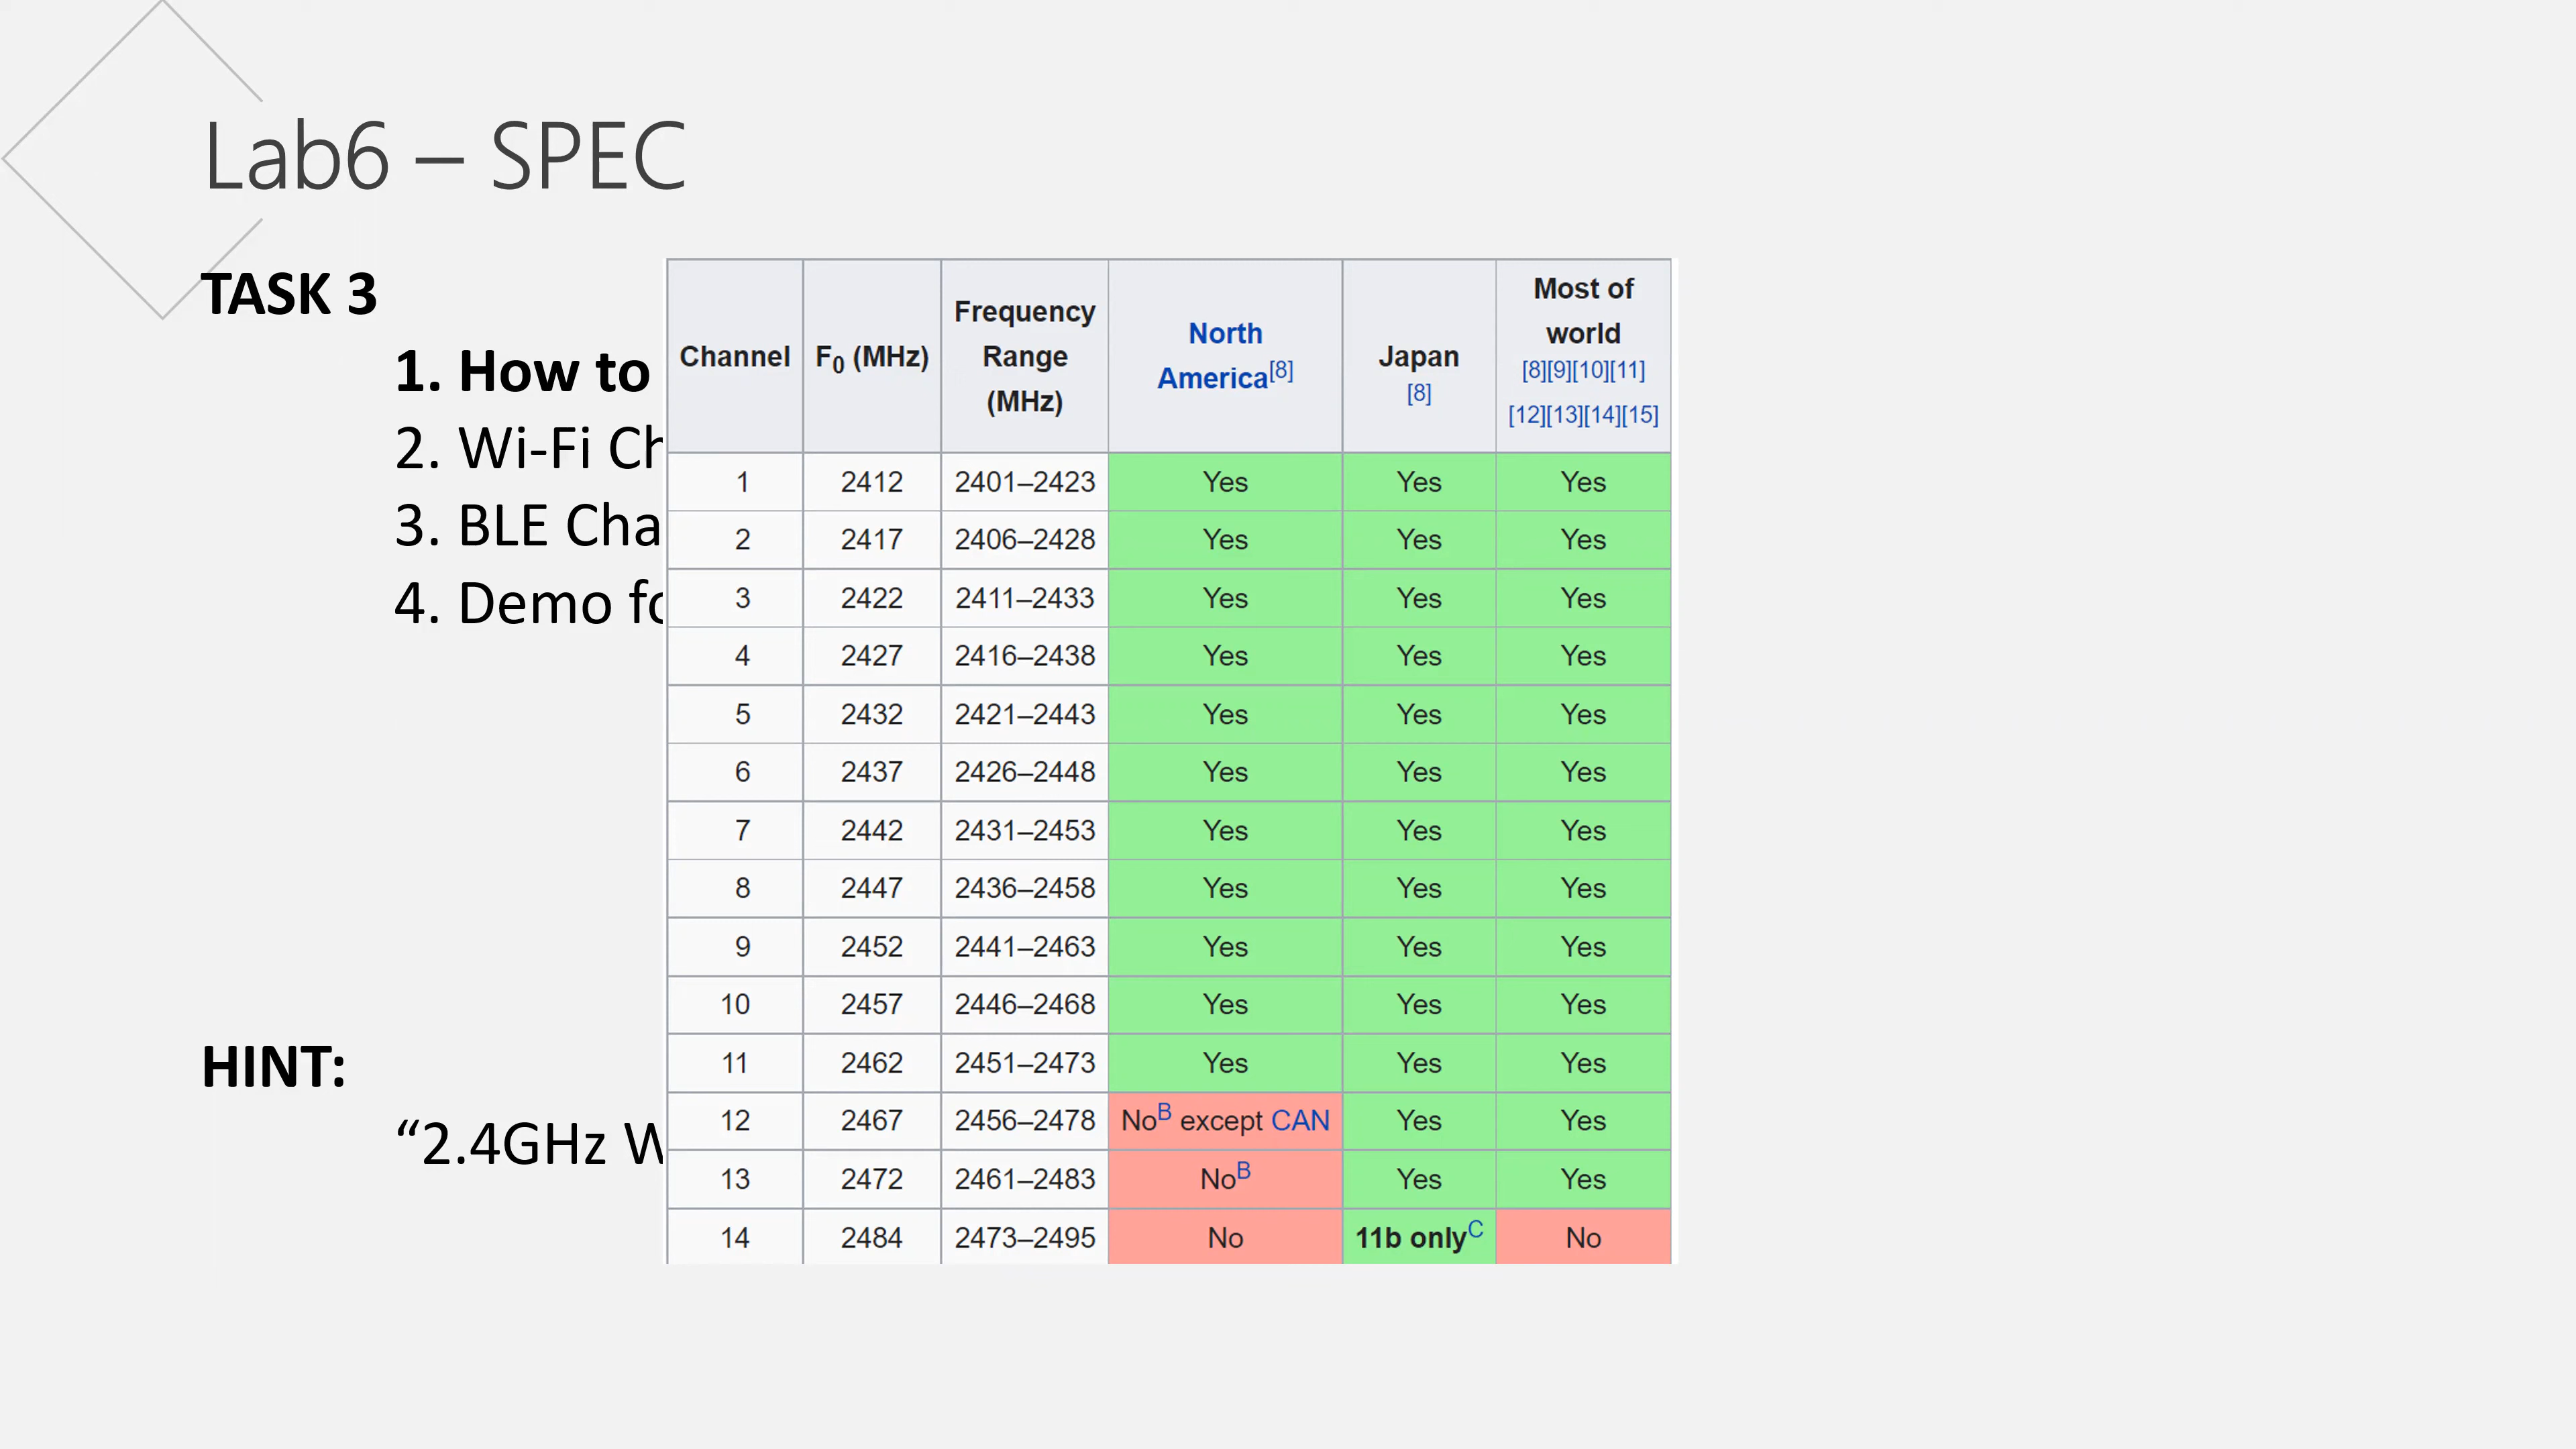 Lab6 – SPEC
TASK 3
1. How to
2. Wi-Fi Ch
3. BLE Cha
4. Demo fo
HINT:
“2.4GHz W
Channel F0 (MHz) Frequency Range (MHz) North America[8] Japan [8] Most of world [8][9][10][11] [12][13][14][15]
1 2412 2401–2423 Yes Yes Yes
2 2417 2406–2428 Yes Yes Yes
3 2422 2411–2433 Yes Yes Yes
4 2427 2416–2438 Yes Yes Yes
5 2432 2421–2443 Yes Yes Yes
6 2437 2426–2448 Yes Yes Yes
7 2442 2431–2453 Yes Yes Yes
8 2447 2436–2458 Yes Yes Yes
9 2452 2441–2463 Yes Yes Yes
10 2457 2446–2468 Yes Yes Yes
11 2462 2451–2473 Yes Yes Yes
12 2467 2456–2478 NoB except CAN Yes Yes
13 2472 2461–2483 NoB Yes Yes
14 2484 2473–2495 No 11b onlyC No